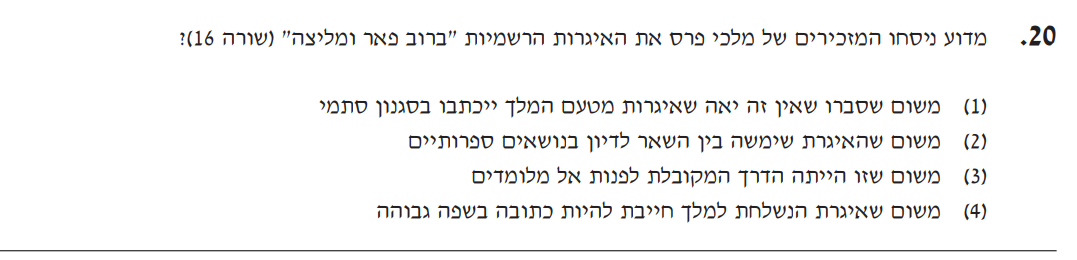 20. מדוע ניסחו המזכירים של מלכי פרס את האיגרות הרשמיות "ברוב פאר ומליצה" (שורה 16)?
(1) משום שסברו שאין זה יאה שאיגרות מטעם המלך ייכתבו בסגנון סתמי
(2) משום שהאיגרת שימשה בין השאר לדיון בנושאים ספרותיים
(3) משום שזו הייתה הדרך המקובלת לפנות אל מלומדים
(4) משום שאיגרת הנשלחת למלך חייבת להיות כתובה בשפה גבוהה